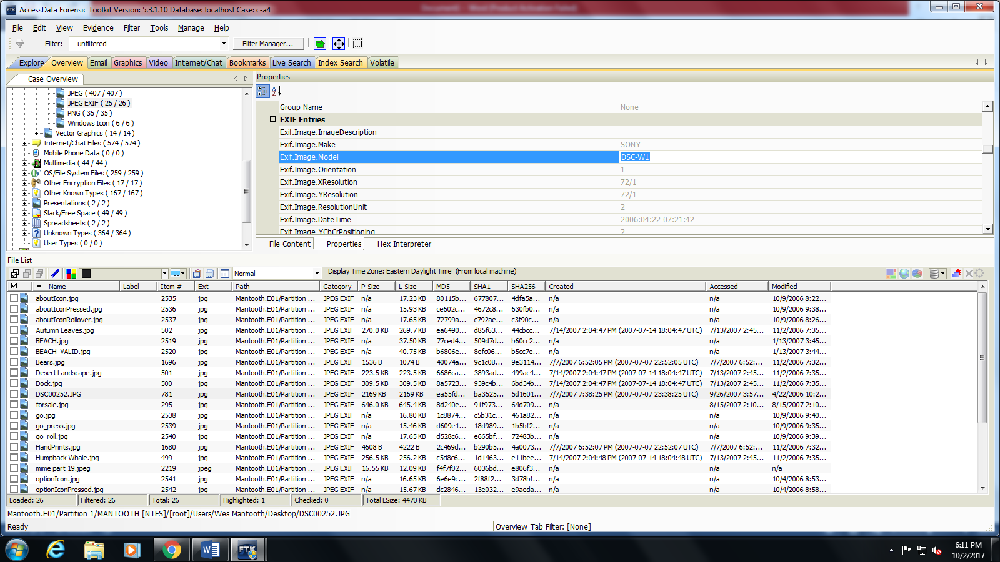 AccessData Forensic Toolkit Version: 5.3.1.10 Database: localhost Case: c-a4
File Edit View Evidence Filter Tools Manage Help
Filter: - unfiltered - Filter Manager...
Explore Overview Email Graphics Video Internet/Chat Bookmarks Live Search Index Search Volatile
Case Overview
JPEG ( 407 / 407 )
JPEG EXIF ( 26 / 26 )
PNG ( 35 / 35 )
Windows Icon ( 6 / 6 )
Vector Graphics ( 14 / 14 )
Internet/Chat Files ( 574 / 574 )
Mobile Phone Data ( 0 / 0 )
Multimedia ( 44 / 44 )
OS/File System Files ( 259 / 259 )
Other Encryption Files ( 17 / 17 )
Other Known Types ( 167 / 167 )
Presentations ( 2 / 2 )
Slack/Free Space ( 49 / 49 )
Spreadsheets ( 2 / 2 )
Unknown Types ( 364 / 364 )
User Types ( 0 / 0 )
Properties
Group Name None
EXIF Entries
Exif.Image.ImageDescription
Exif.Image.Make SONY
Exif.Image.Model DSC-W1
Exif.Image.Orientation 1
Exif.Image.XResolution 72/1
Exif.Image.YResolution 72/1
Exif.Image.ResolutionUnit 2
Exif.Image.DateTime 2006:04:22 07:21:42
Exif.Image.YCbCrPositioning 2
File Content Properties Hex Interpreter
File List
Normal Display Time Zone: Eastern Daylight Time (From local machine)
Name Label Item # Ext Path Category P-Size L-Size MD5 SHA1 SHA256 Created Accessed Modified
aboutIcon.jpg 2535 jpg Mantooth.E01/Partition ... JPEG EXIF n/a 17.23 KB 80115b... 677807... 4dfa5a... n/a n/a 10/9/2006 8:22...
aboutIconPressed.jpg 2536 jpg Mantooth.E01/Partition ... JPEG EXIF n/a 15.93 KB ce602c... 4672c8... 630fb0... n/a n/a 10/9/2006 9:38...
aboutIconRollover.jpg 2537 jpg Mantooth.E01/Partition ... JPEG EXIF n/a 17.65 KB 72799a... c792ae... c3f90c... n/a n/a 10/9/2006 8:26...
Autumn Leaves.jpg 502 jpg Mantooth.E01/Partition ... JPEG EXIF 270.0 KB 269.7 KB ea6490... d85f63... 44cbcc... 7/14/2007 2:04:47 PM (2007-07-14 18:04:47 UTC) 7/13/2007 2:45... 11/2/2006 7:35...
BEACH.jpg 2519 jpg Mantooth.E01/Partition ... JPEG EXIF n/a 37.50 KB 77ced4... 509d7d... b60cc2... n/a n/a 1/13/2007 3:45...
BEACH_VALID.jpg 2520 jpg Mantooth.E01/Partition ... JPEG EXIF n/a 40.75 KB b6806e... 8efc06... b5cc7e... n/a n/a 1/13/2007 3:44...
Bears.jpg 1696 jpg Mantooth.E01/Partition ... JPEG EXIF 1536 B 1074 B 40074a... 9c1c08... 9e3114... 7/7/2007 6:52:05 PM (2007-07-07 22:52:05 UTC) 7/7/2007 6:52:... 11/2/2006 7:32...
Desert Landscape.jpg 501 jpg Mantooth.E01/Partition ... JPEG EXIF 223.5 KB 223.5 KB 6686ca... 3893ad... 499ac4... 7/14/2007 2:04:47 PM (2007-07-14 18:04:47 UTC) 7/13/2007 2:45... 11/2/2006 7:35...
Dock.jpg 500 jpg Mantooth.E01/Partition ... JPEG EXIF 309.5 KB 309.5 KB 8a5723... 939c4b... 6bd34b... 7/14/2007 2:04:47 PM (2007-07-14 18:04:47 UTC) 7/13/2007 2:45... 11/2/2006 7:35...
DSC00252.JPG 781 jpg Mantooth.E01/Partition ... JPEG EXIF 2169 KB 2169 KB ea55fd... ba3525... 5d1601... 7/7/2007 7:38:25 PM (2007-07-07 23:38:25 UTC) 9/26/2007 3:57... 4/22/2006 10:2...
forsale.jpg 295 jpg Mantooth.E01/Partition ... JPEG EXIF 646.0 KB 645.4 KB 8d240e... 91f973... 64d709... n/a 8/15/2007 2:10... 8/15/2007 2:10...
go.jpg 2538 jpg Mantooth.E01/Partition ... JPEG EXIF n/a 16.80 KB 1c8874... c5b31c... 461a82... n/a n/a 10/9/2006 9:40...
go_press.jpg 2539 jpg Mantooth.E01/Partition ... JPEG EXIF n/a 15.46 KB d609e1... 18d989... 1b5bf2... n/a n/a 10/9/2006 9:35...
go_roll.jpg 2540 jpg Mantooth.E01/Partition ... JPEG EXIF n/a 17.65 KB d528c6... e665bf... 72483b... n/a n/a 10/9/2006 9:39...
HandPrints.jpg 1680 jpg Mantooth.E01/Partition ... JPEG EXIF 4608 B 4222 B 2c469d... b290b5... 4a0073... 7/7/2007 6:52:07 PM (2007-07-07 22:52:07 UTC) 7/7/2007 6:52:... 11/2/2006 7:32...
Humpback Whale.jpg 499 jpg Mantooth.E01/Partition ... JPEG EXIF 256.5 KB 256.2 KB c5d8c6... 1d1463... e11bee... 7/14/2007 2:04:48 PM (2007-07-14 18:04:48 UTC) 7/13/2007 2:45... 11/2/2006 7:35...
mime part 19.jpeg 2219 jpeg Mantooth.E01/Partition ... JPEG EXIF 16.55 KB 12.09 KB f4f7f02... 6036bd... e806f3... n/a n/a n/a
optionIcon.jpg 2541 jpg Mantooth.E01/Partition ... JPEG EXIF n/a 16.65 KB 6e6e9c... 2f88f2... 3d78bf... n/a n/a 10/4/2006 8:53...
optionIconPressed.jpg 2542 jpg Mantooth.E01/Partition ... JPEG EXIF n/a 15.67 KB dc2846... 13e032... e9aeda... n/a n/a 10/4/2006 8:58...
Loaded: 26 Filtered: 26 Total: 26 Highlighted: 1 Checked: 0 Total LSize: 4470 KB
Mantooth.E01/Partition 1/MANTOOTH [NTFS]/[root]/Users/Wes Mantooth/Desktop/DSC00252.JPG
Ready Overview Tab Filter: [None]
FTK
6:11 PM
10/2/2017